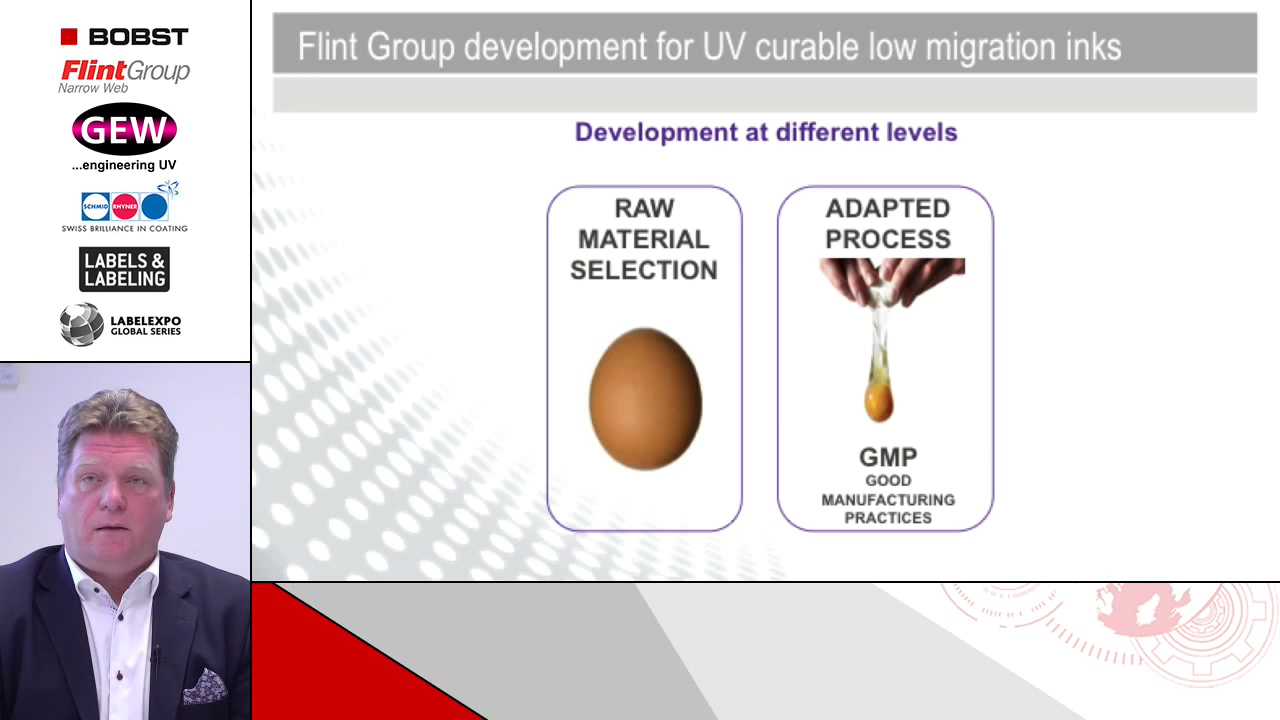 BOBST
FlintGroup
Narrow Web
GEW
...engineering UV
SCHMID
RHYNER
SWISS BRILLIANCE IN COATING
LABELS &
LABELING
LABELEXPO
GLOBAL SERIES
Flint Group development for UV curable low migration inks
Development at different levels
RAW
MATERIAL
SELECTION
ADAPTED
PROCESS
GMP
GOOD
MANUFACTURING
PRACTICES